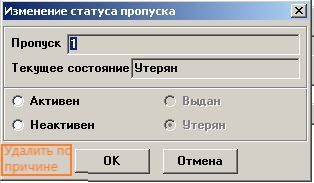 Изменение статуса пропуска
Пропуск 1
Текущее состояние Утерян
Активен Выдан
Неактивен Утерян
Удалить по
причине
OK Отмена